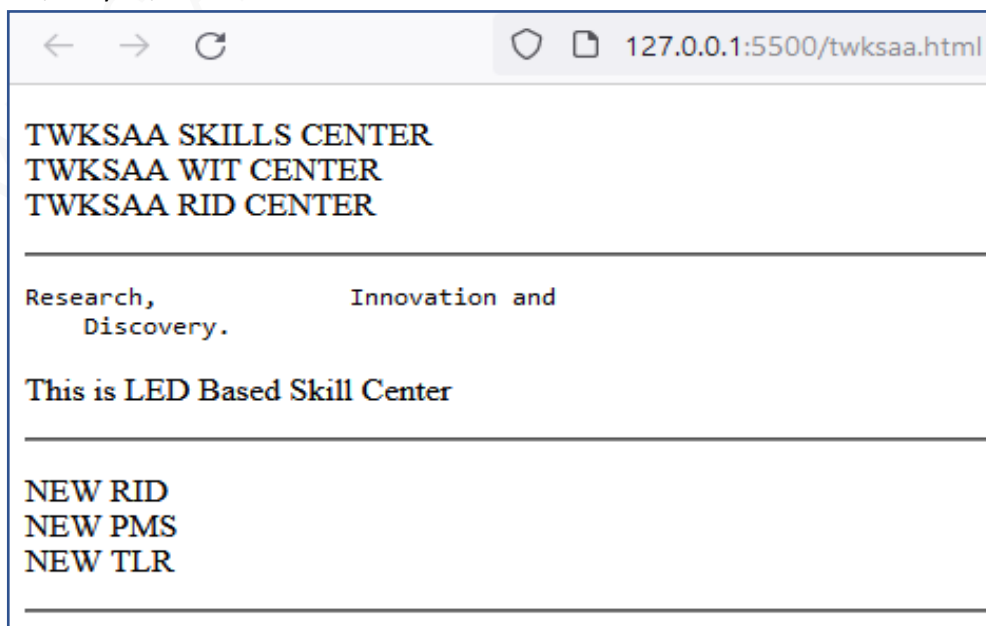 127.0.0.1:5500/twksaa.html
TWKSAA SKILLS CENTER
TWKSAA WIT CENTER
TWKSAA RID CENTER
Research,             Innovation and
    Discovery.
This is LED Based Skill Center
NEW RID
NEW PMS
NEW TLR